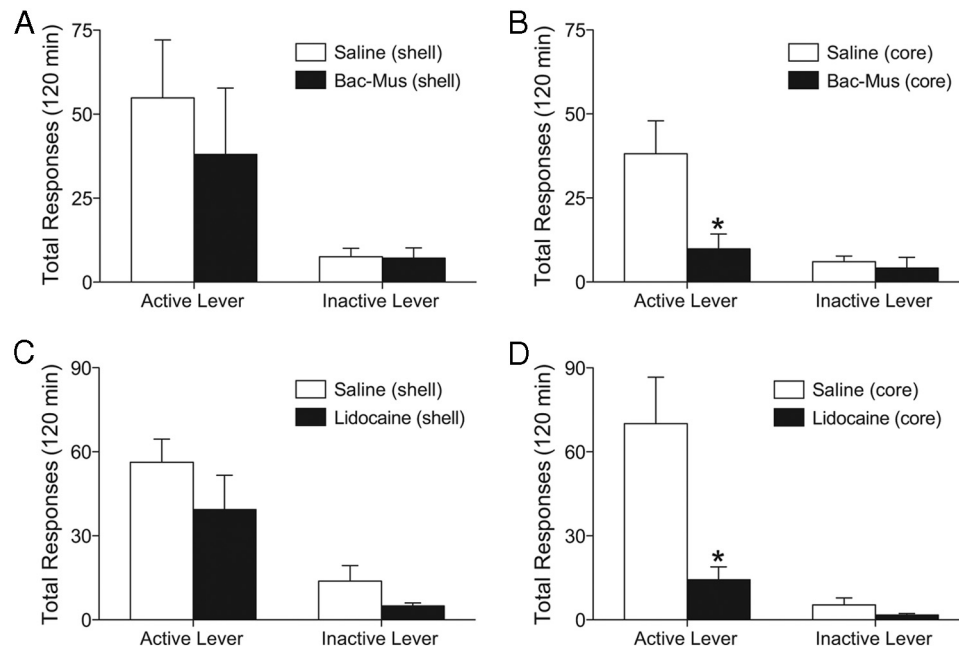 A
Total Responses (120 min)
75
50
25
0
Saline (shell)
Bac-Mus (shell)
Active Lever
Inactive Lever
B
Total Responses (120 min)
75
50
25
0
Saline (core)
Bac-Mus (core)
*
Active Lever
Inactive Lever
C
Total Responses (120 min)
90
60
30
0
Saline (shell)
Lidocaine (shell)
Active Lever
Inactive Lever
D
Total Responses (120 min)
90
60
30
0
Saline (core)
Lidocaine (core)
*
Active Lever
Inactive Lever